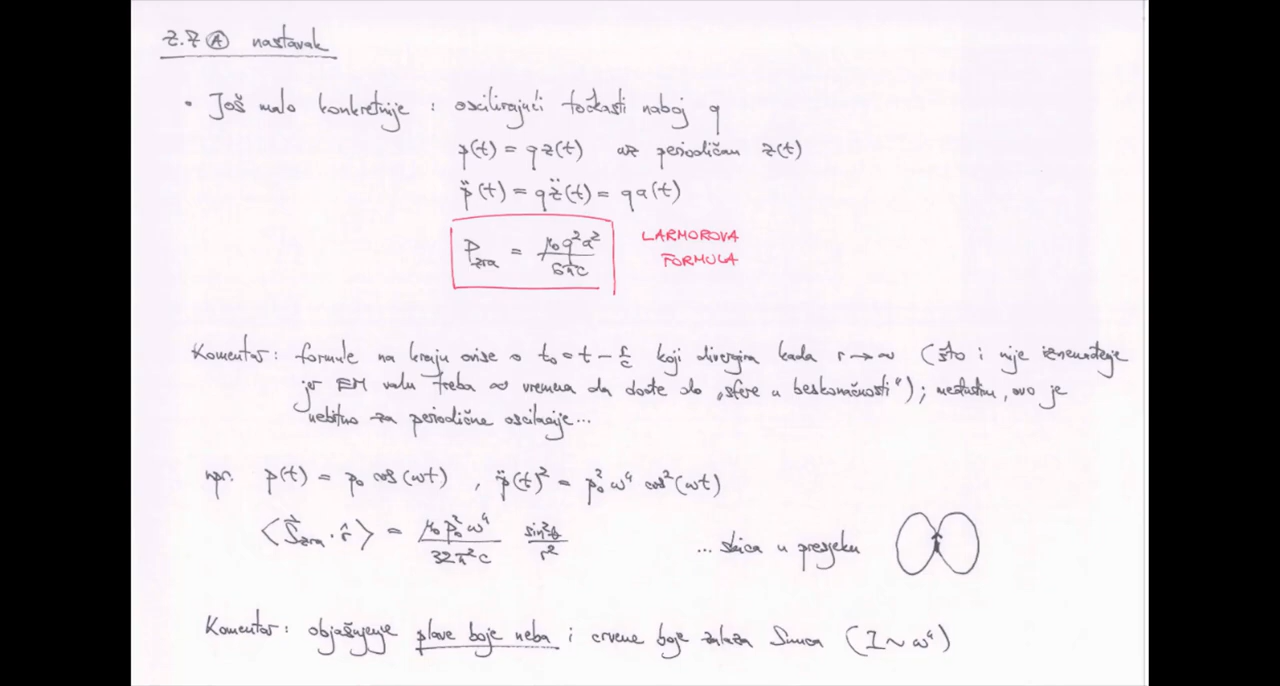 2.7 Ⓐ nastavak
• Još malo konkretnije : oscilirajući točkasti naboj q
p(t) = q z(t) uz periodičan z(t)
p̈(t) = q z̈(t) = q a(t)
P_zra = μ₀q²a² / 6πc LARMOROVA FORMULA
Komentar: formule na kraju ovise o t₀ = t - r/c koji divergira kada r → ∞ (što i nije iznenađenje
jer EM valu treba ∞ vremena da dođe do „sfere u beskonačnosti"); međutim, ovo je
nebitno za periodične oscilacije...
npr. p(t) = p₀ cos(ωt) , p̈(t)² = p₀² ω⁴ cos²(ωt)
⟨S⃗_zra · r̂⟩ = μ₀ p₀² ω⁴ / 32π²c sin²θ / r² ... skica u presjeku
Komentar: objašnjenje plave boje neba i crvene boje zalaza Sunca (I ~ ω⁴)